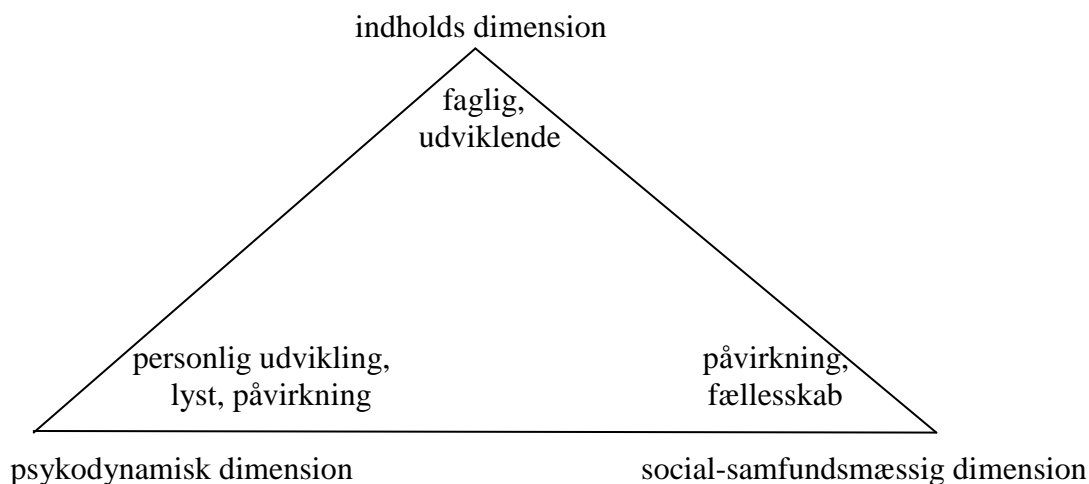 indholds dimension
faglig,
udviklende
personlig udvikling,
lyst, påvirkning
påvirkning,
fællesskab
psykodynamisk dimension
social-samfundsmæssig dimension